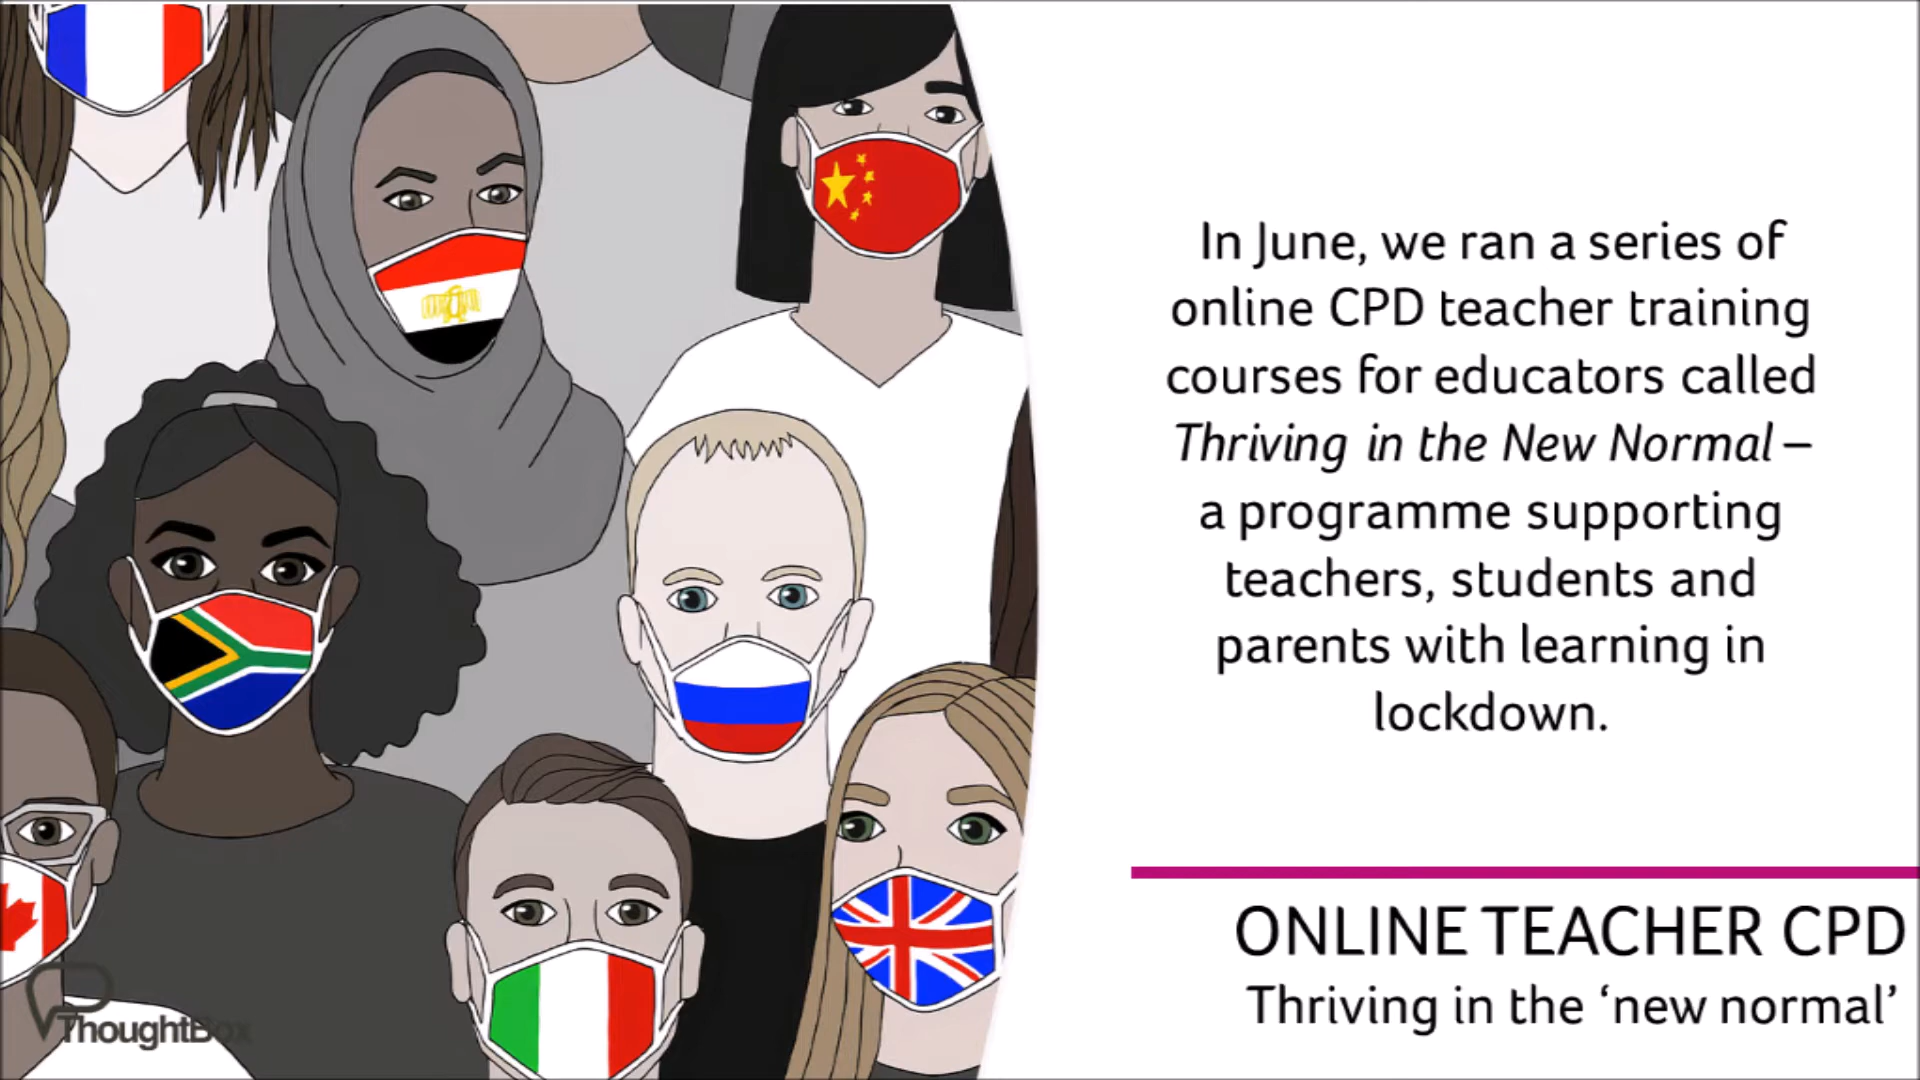 In June, we ran a series of
online CPD teacher training
courses for educators called
Thriving in the New Normal –
a programme supporting
teachers, students and
parents with learning in
lockdown.
ONLINE TEACHER CPD
Thriving in the ‘new normal’
ThoughtBox